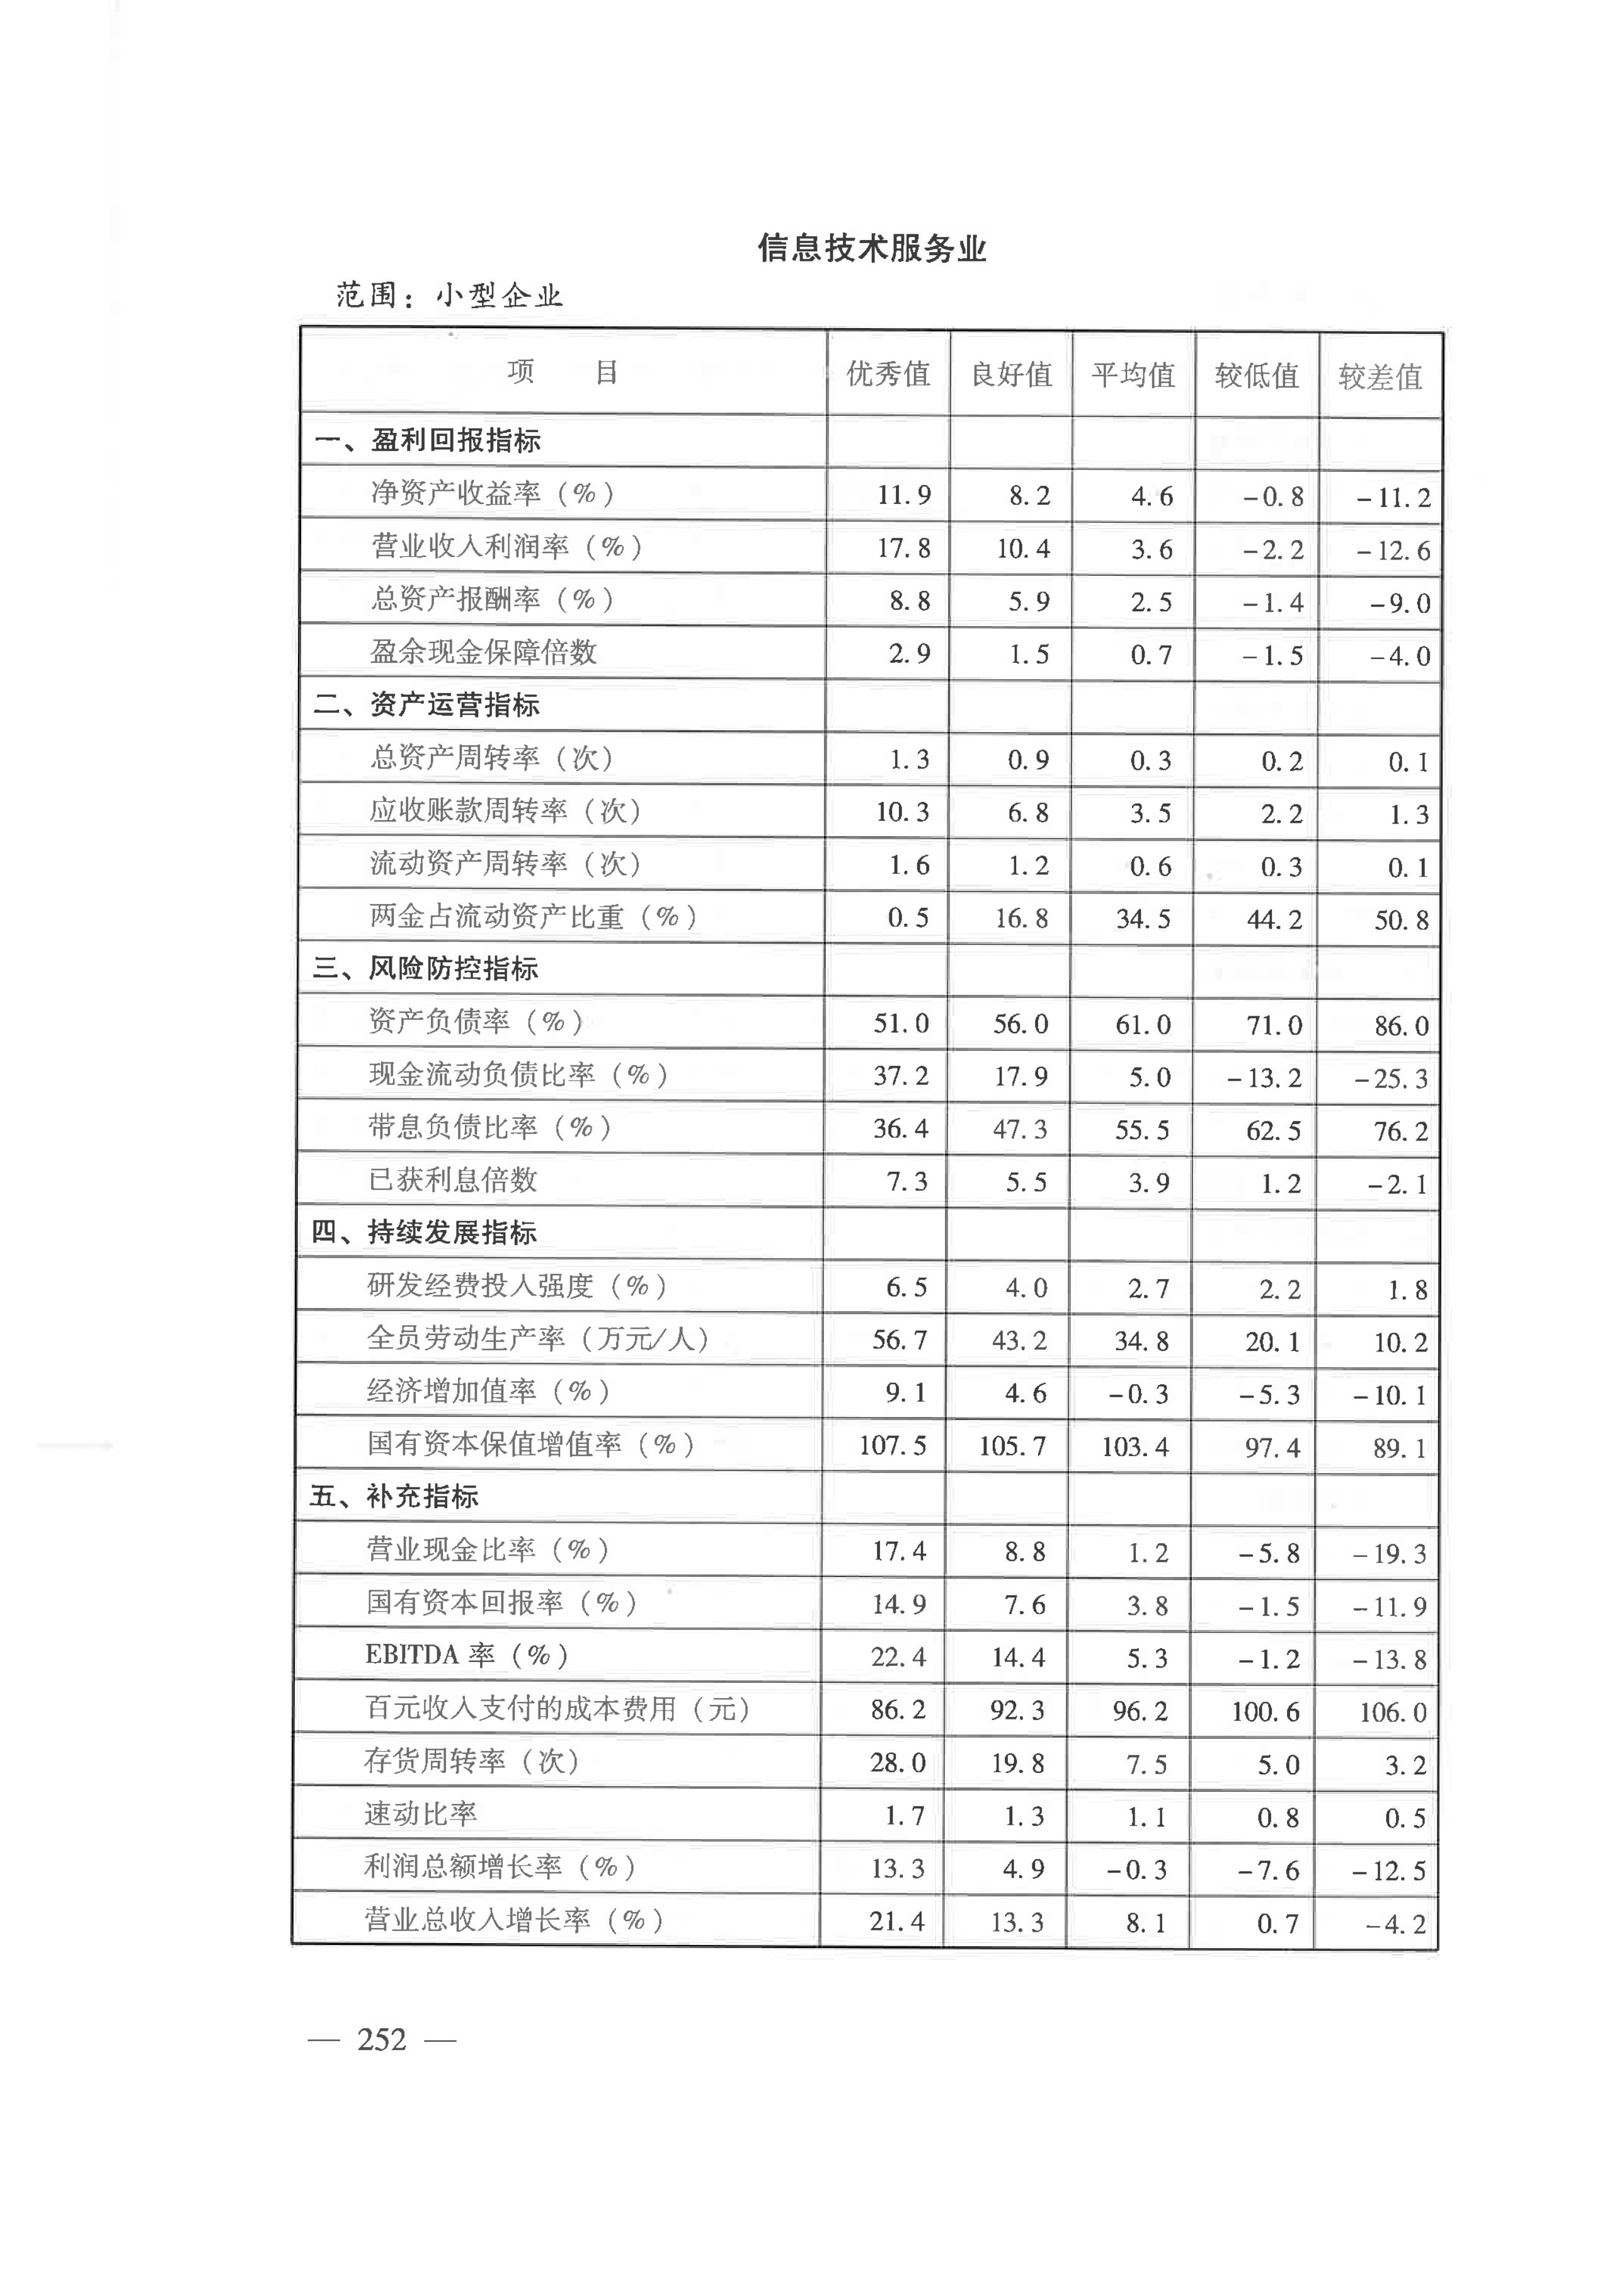 信息技术服务业
范围：小型企业
项　　目 优秀值 良好值 平均值 较低值 较差值
一、盈利回报指标
净资产收益率（%） 11.9 8.2 4.6 -0.8 -11.2
营业收入利润率（%） 17.8 10.4 3.6 -2.2 -12.6
总资产报酬率（%） 8.8 5.9 2.5 -1.4 -9.0
盈余现金保障倍数 2.9 1.5 0.7 -1.5 -4.0
二、资产运营指标
总资产周转率（次） 1.3 0.9 0.3 0.2 0.1
应收账款周转率（次） 10.3 6.8 3.5 2.2 1.3
流动资产周转率（次） 1.6 1.2 0.6 0.3 0.1
两金占流动资产比重（%） 0.5 16.8 34.5 44.2 50.8
三、风险防控指标
资产负债率（%） 51.0 56.0 61.0 71.0 86.0
现金流动负债比率（%） 37.2 17.9 5.0 -13.2 -25.3
带息负债比率（%） 36.4 47.3 55.5 62.5 76.2
已获利息倍数 7.3 5.5 3.9 1.2 -2.1
四、持续发展指标
研发经费投入强度（%） 6.5 4.0 2.7 2.2 1.8
全员劳动生产率（万元/人） 56.7 43.2 34.8 20.1 10.2
经济增加值率（%） 9.1 4.6 -0.3 -5.3 -10.1
国有资本保值增值率（%） 107.5 105.7 103.4 97.4 89.1
五、补充指标
营业现金比率（%） 17.4 8.8 1.2 -5.8 -19.3
国有资本回报率（%） 14.9 7.6 3.8 -1.5 -11.9
EBITDA 率（%） 22.4 14.4 5.3 -1.2 -13.8
百元收入支付的成本费用（元） 86.2 92.3 96.2 100.6 106.0
存货周转率（次） 28.0 19.8 7.5 5.0 3.2
速动比率 1.7 1.3 1.1 0.8 0.5
利润总额增长率（%） 13.3 4.9 -0.3 -7.6 -12.5
营业总收入增长率（%） 21.4 13.3 8.1 0.7 -4.2
— 252 —